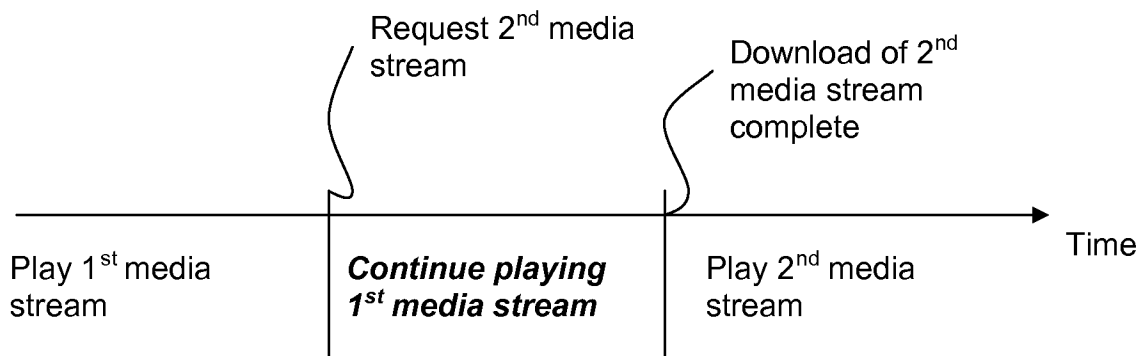 Request 2nd media
stream
Download of 2nd
media stream
complete
Time
Play 1st media
stream
Continue playing
1st media stream
Play 2nd media
stream